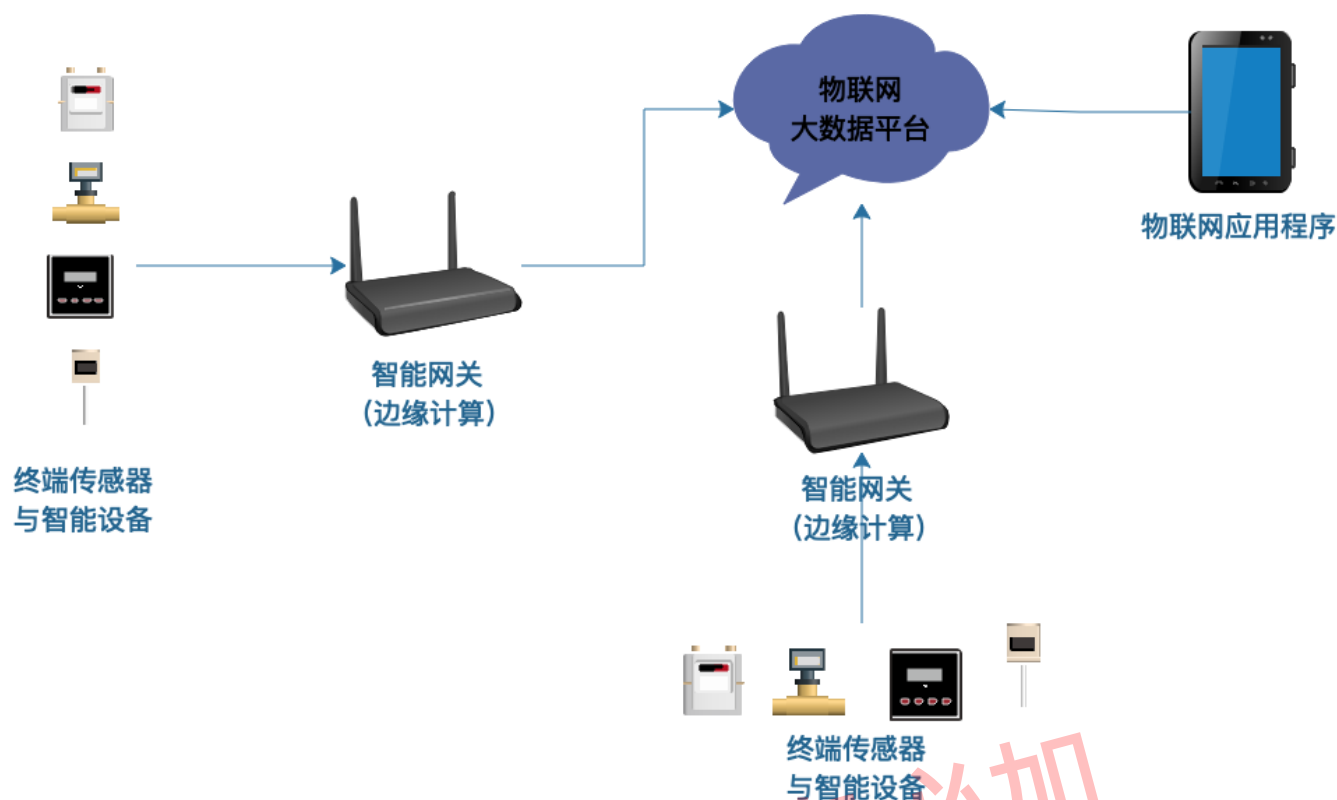 物联网
大数据平台
物联网应用程序
智能网关
（边缘计算）
终端传感器
与智能设备
智能网关
（边缘计算）
终端传感器
与智能设备